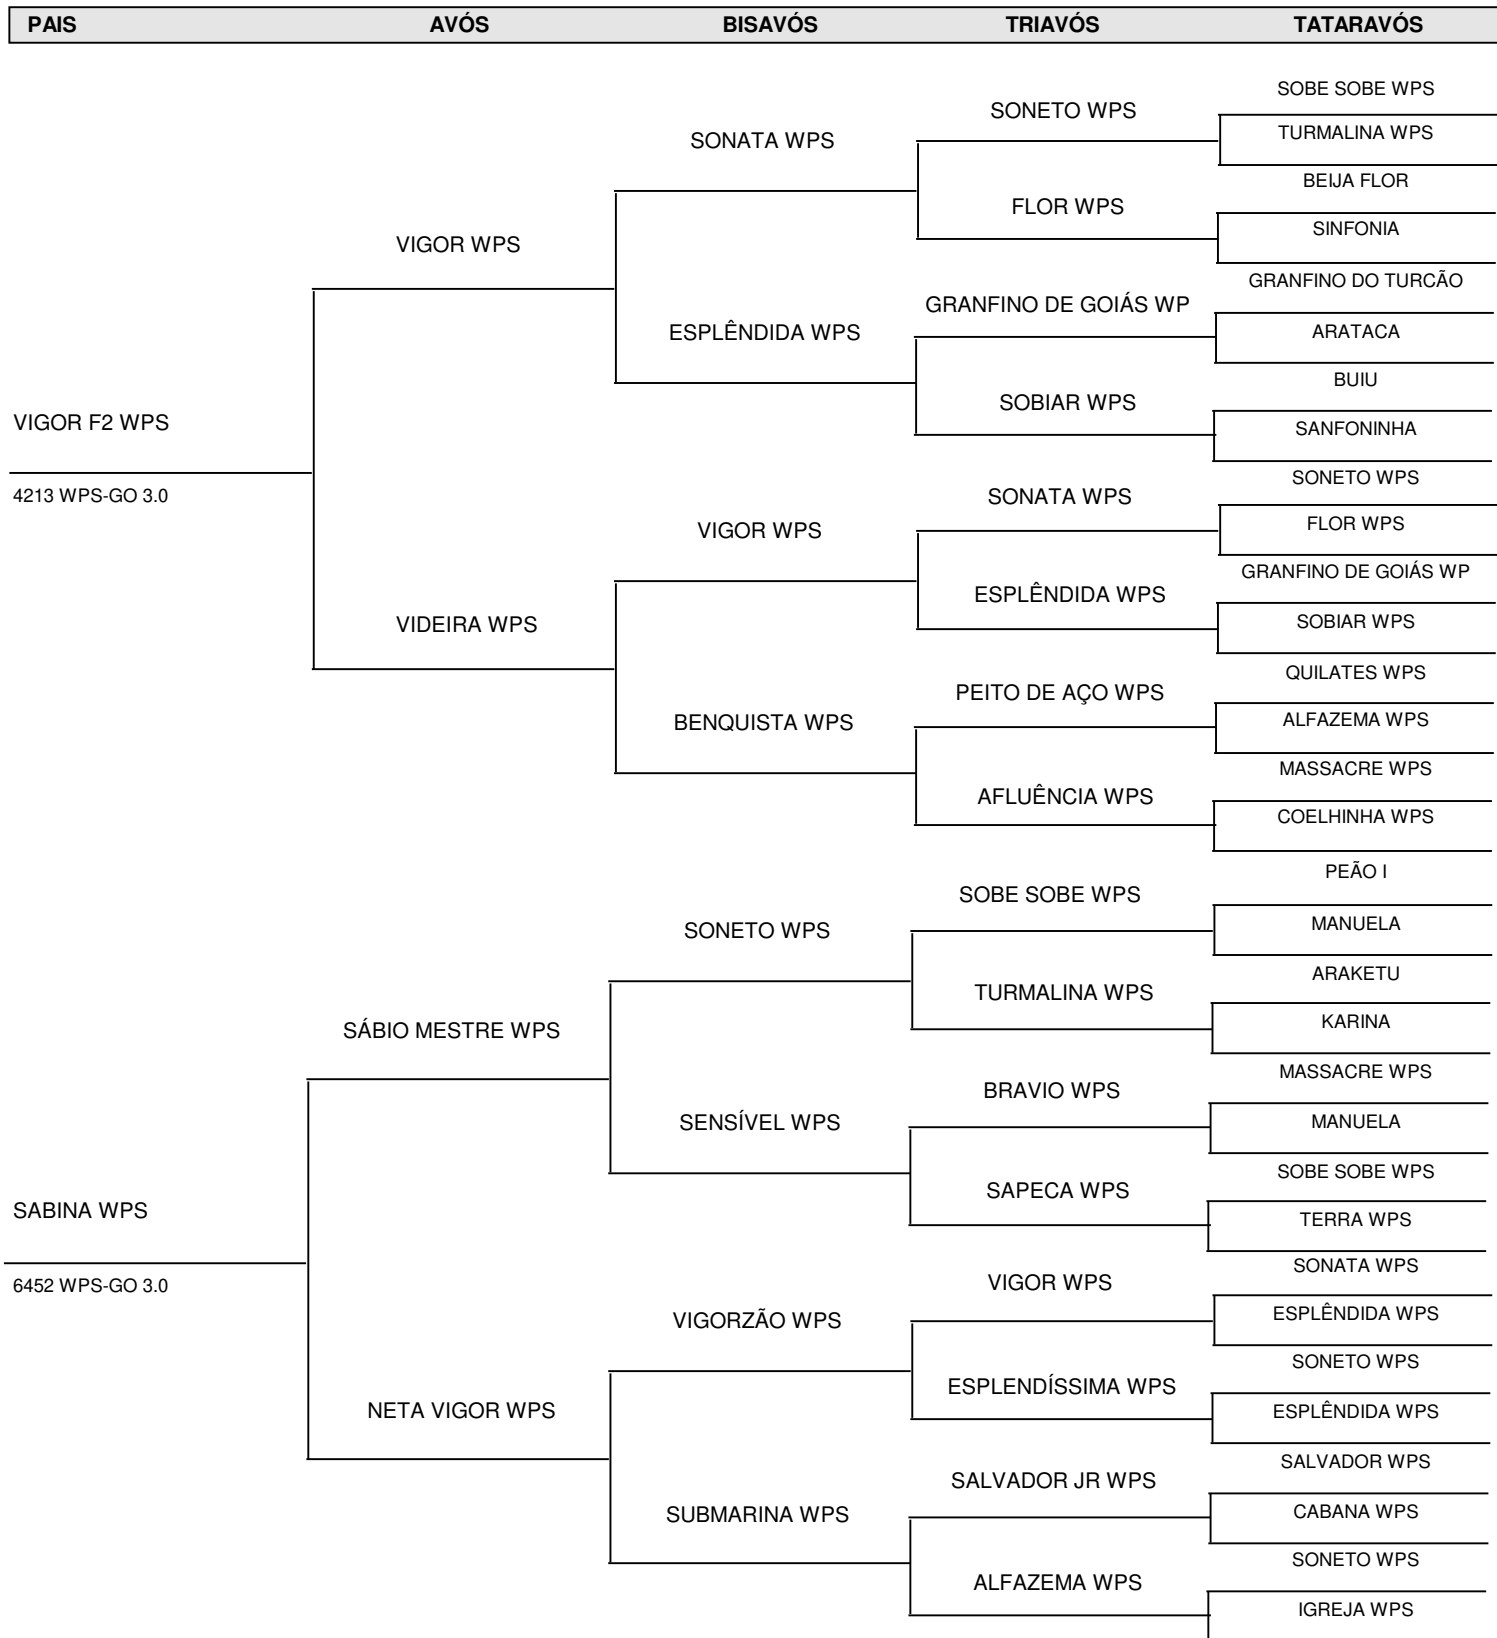 PAIS AVÓS BISAVÓS TRIAVÓS TATARAVÓS
SOBE SOBE WPS
SONETO WPS
TURMALINA WPS
SONATA WPS
BEIJA FLOR
FLOR WPS
SINFONIA
VIGOR WPS
GRANFINO DO TURCÃO
GRANFINO DE GOIÁS WP
ARATACA
ESPLÊNDIDA WPS
BUIU
SOBIAR WPS
SANFONINHA
VIGOR F2 WPS
4213 WPS-GO 3.0
SONETO WPS
SONATA WPS
FLOR WPS
VIGOR WPS
GRANFINO DE GOIÁS WP
ESPLÊNDIDA WPS
SOBIAR WPS
VIDEIRA WPS
QUILATES WPS
PEITO DE AÇO WPS
ALFAZEMA WPS
BENQUISTA WPS
MASSACRE WPS
AFLUÊNCIA WPS
COELHINHA WPS
PEÃO I
SOBE SOBE WPS
MANUELA
SONETO WPS
ARAKETU
TURMALINA WPS
KARINA
SÁBIO MESTRE WPS
MASSACRE WPS
BRAVIO WPS
MANUELA
SENSÍVEL WPS
SOBE SOBE WPS
SAPECA WPS
TERRA WPS
SABINA WPS
6452 WPS-GO 3.0
SONATA WPS
VIGOR WPS
ESPLÊNDIDA WPS
VIGORZÃO WPS
SONETO WPS
ESPLENDÍSSIMA WPS
ESPLÊNDIDA WPS
NETA VIGOR WPS
SALVADOR WPS
SALVADOR JR WPS
CABANA WPS
SUBMARINA WPS
SONETO WPS
ALFAZEMA WPS
IGREJA WPS